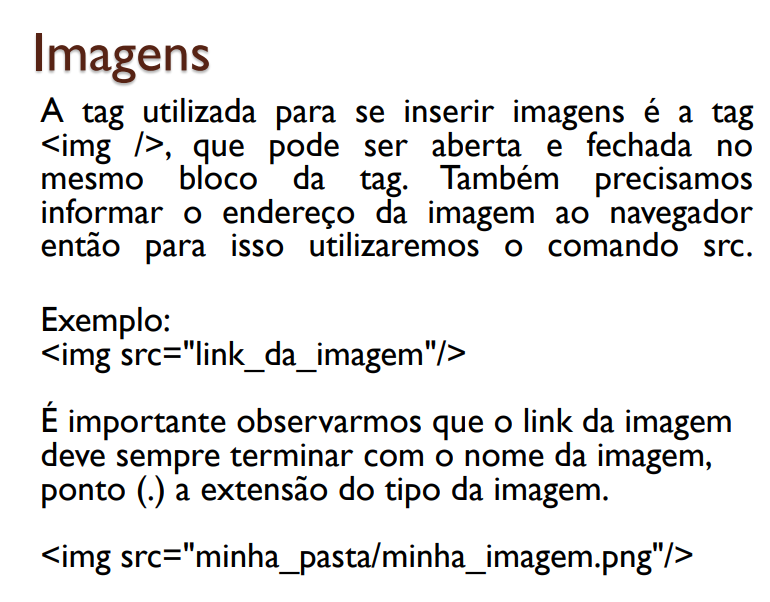 Imagens
A tag utilizada para se inserir imagens é a tag
<img />, que pode ser aberta e fechada no
mesmo bloco da tag. Também precisamos
informar o endereço da imagem ao navegador
então para isso utilizaremos o comando src.
Exemplo:
<img src="link_da_imagem"/>
É importante observarmos que o link da imagem
deve sempre terminar com o nome da imagem,
ponto (.) a extensão do tipo da imagem.
<img src="minha_pasta/minha_imagem.png"/>